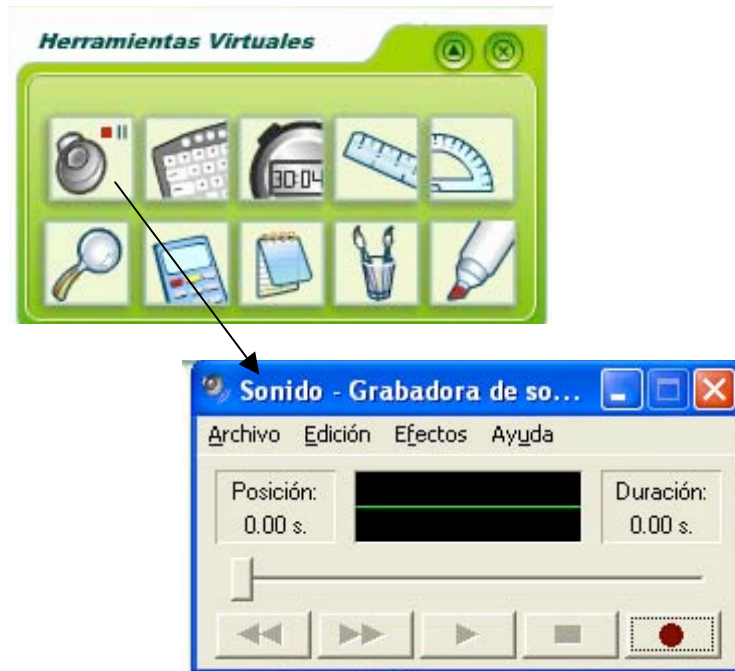 Herramientas Virtuales
30:04
Sonido - Grabadora de so...
Archivo Edición Efectos Ayuda
Posición:
0.00 s.
Duración:
0.00 s.